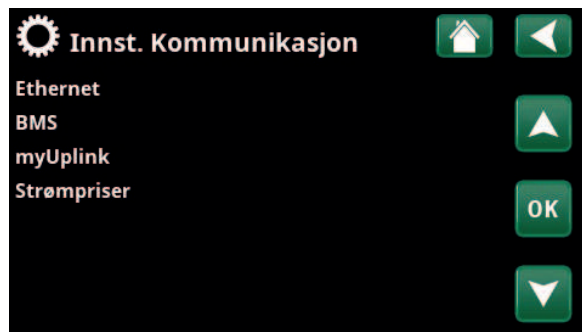 Innst. Kommunikasjon
Ethernet
BMS
myUplink
Strømpriser
OK